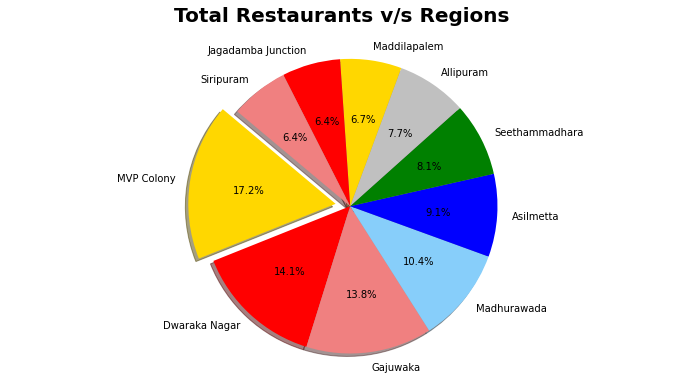 Total Restaurants v/s Regions
Maddilapalem
Jagadamba Junction
Allipuram
Siripuram
6.7%
6.4%
7.7%
6.4%
Seethammadhara
8.1%
MVP Colony
17.2%
9.1%
Asilmetta
14.1%
10.4%
13.8%
Madhurawada
Dwaraka Nagar
Gajuwaka